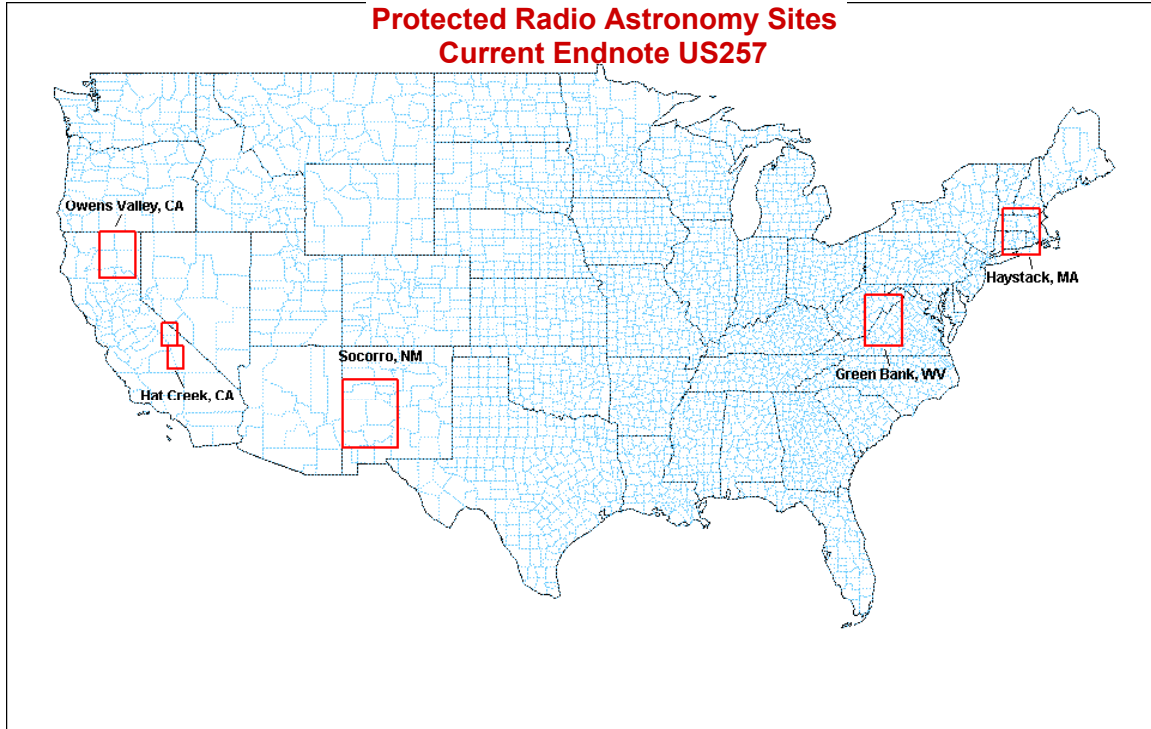 Protected Radio Astronomy Sites
Current Endnote US257
Owens Valley, CA
Haystack, MA
Socorro, NM
Green Bank, WV
Hat Creek, CA